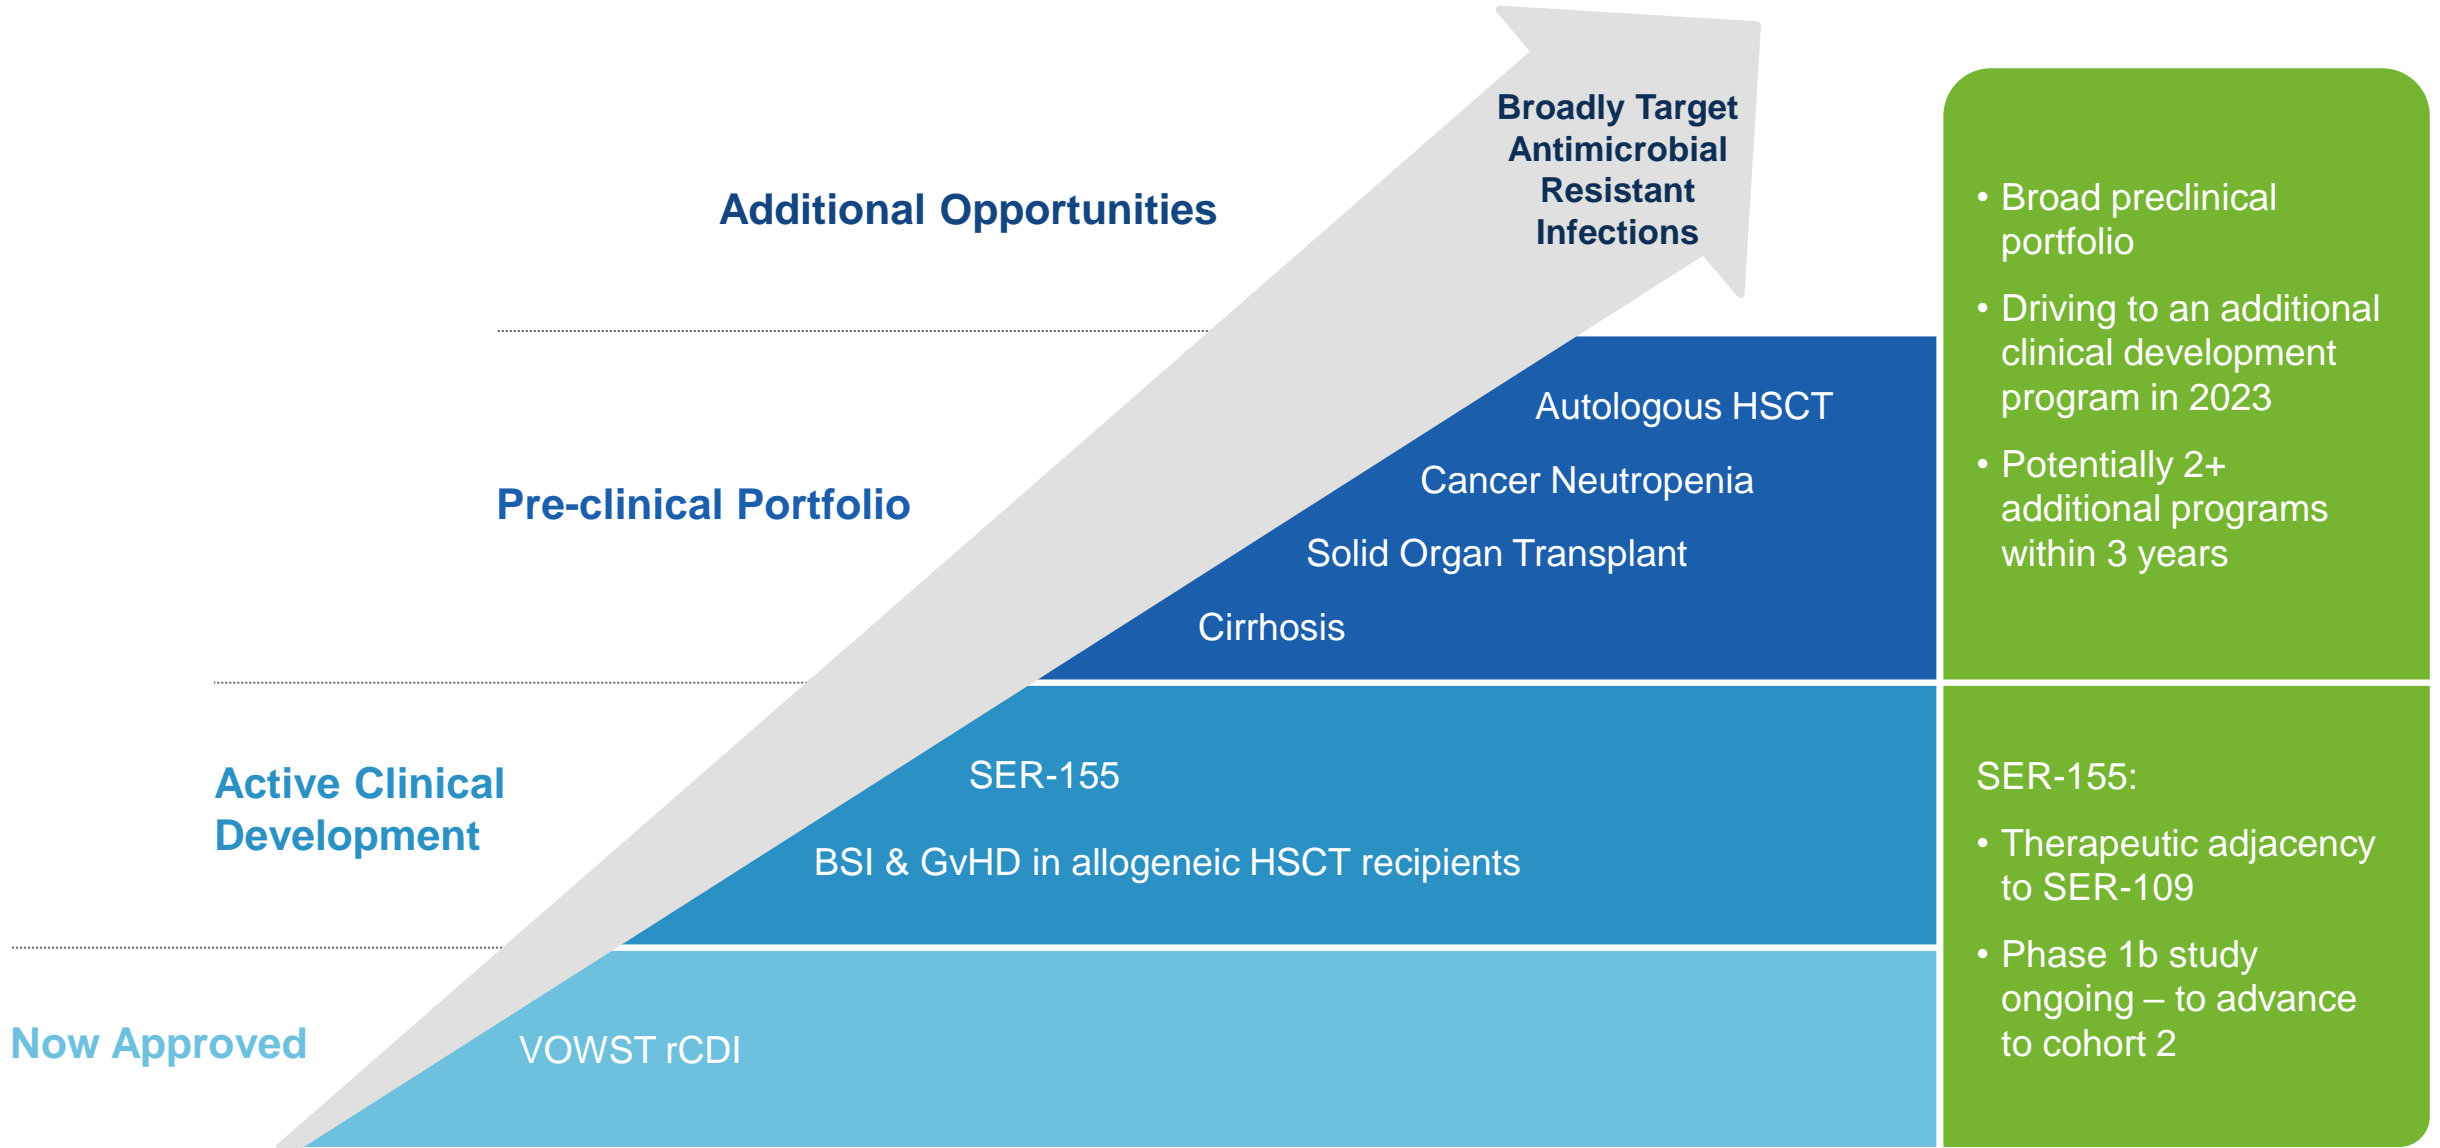 Broadly Target
Antimicrobial
Resistant
Infections
Additional Opportunities
Pre-clinical Portfolio
Autologous HSCT
Cancer Neutropenia
Solid Organ Transplant
Cirrhosis
• Broad preclinical
portfolio
• Driving to an additional
clinical development
program in 2023
• Potentially 2+
additional programs
within 3 years
Active Clinical
Development
SER-155
BSI & GvHD in allogeneic HSCT recipients
Now Approved
VOWST rCDI
SER-155:
• Therapeutic adjacency
to SER-109
• Phase 1b study
ongoing – to advance
to cohort 2